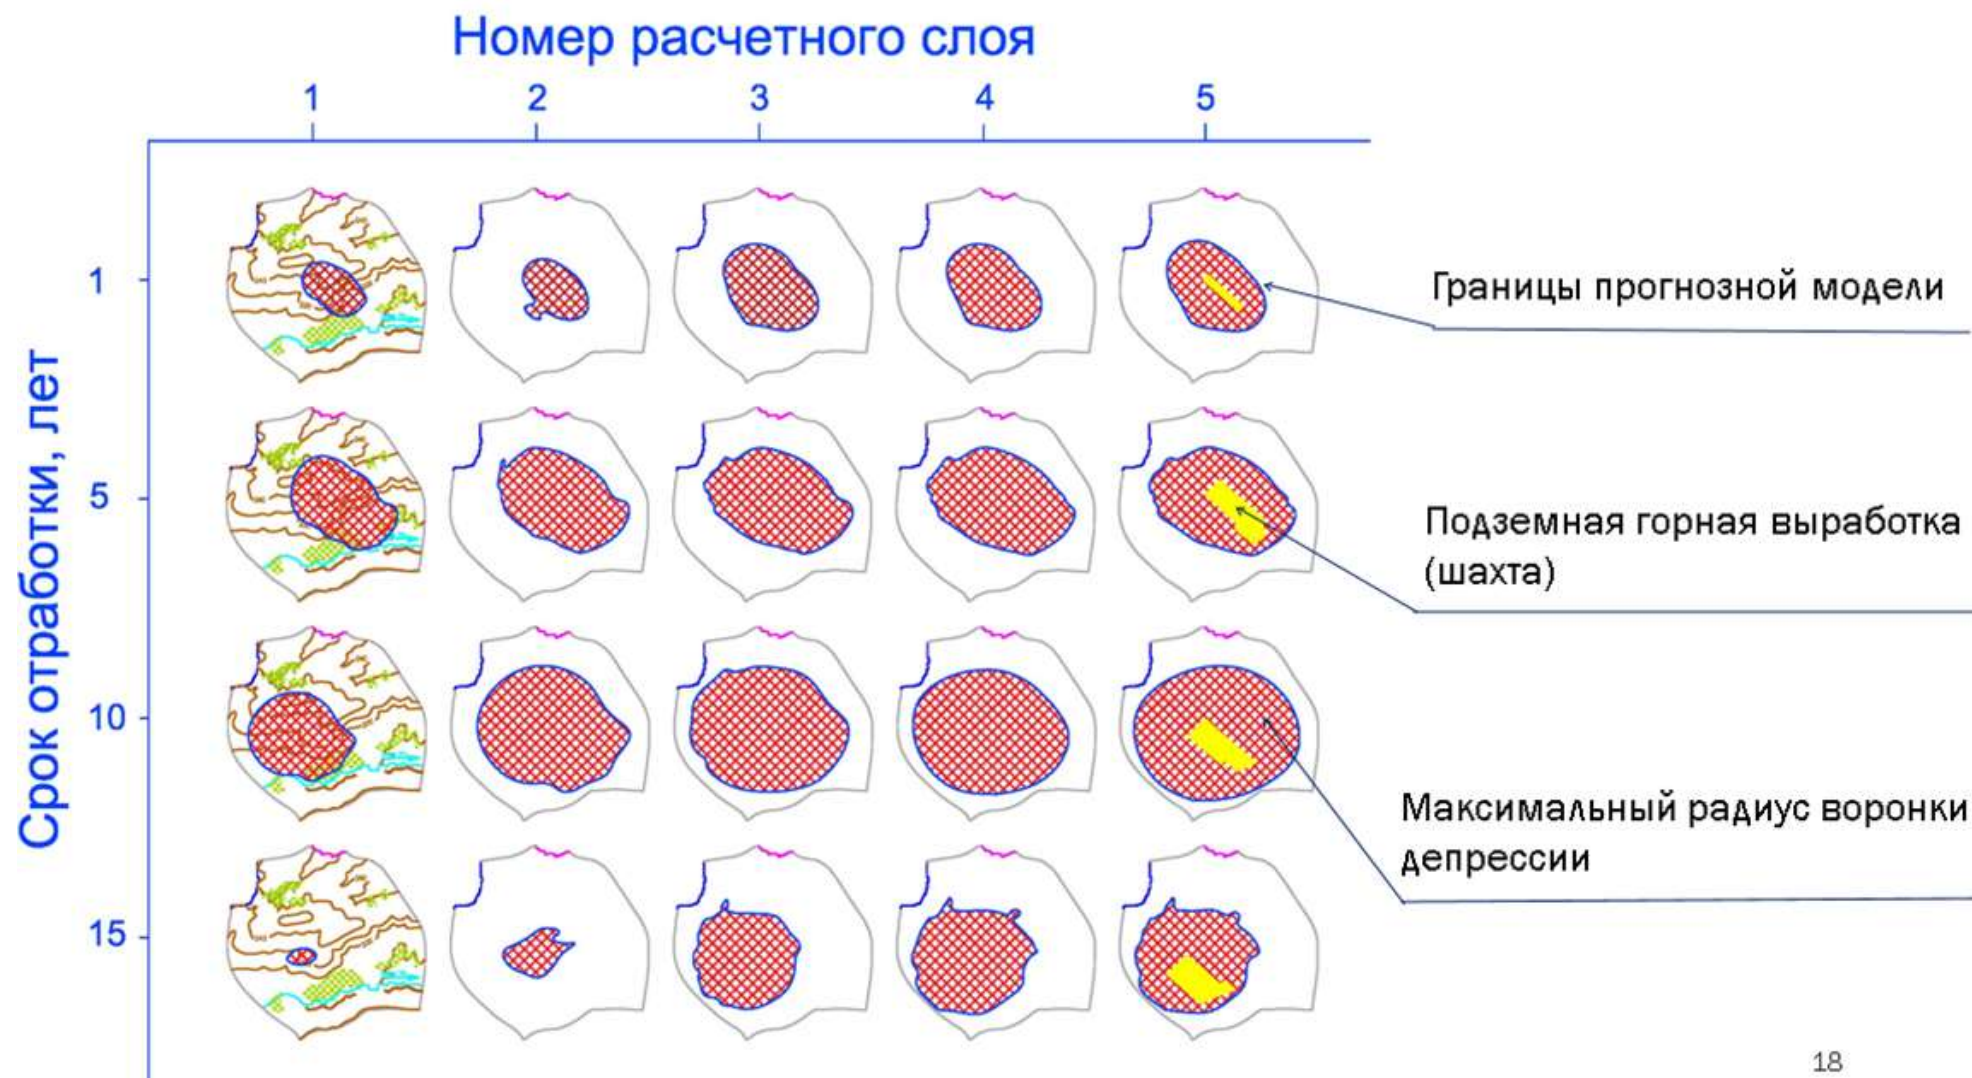 Номер расчетного слоя
1 2 3 4 5
Срок отработки, лет
1
5
10
15
Границы прогнозной модели
Подземная горная выработка
(шахта)
Максимальный радиус воронки
депрессии
18